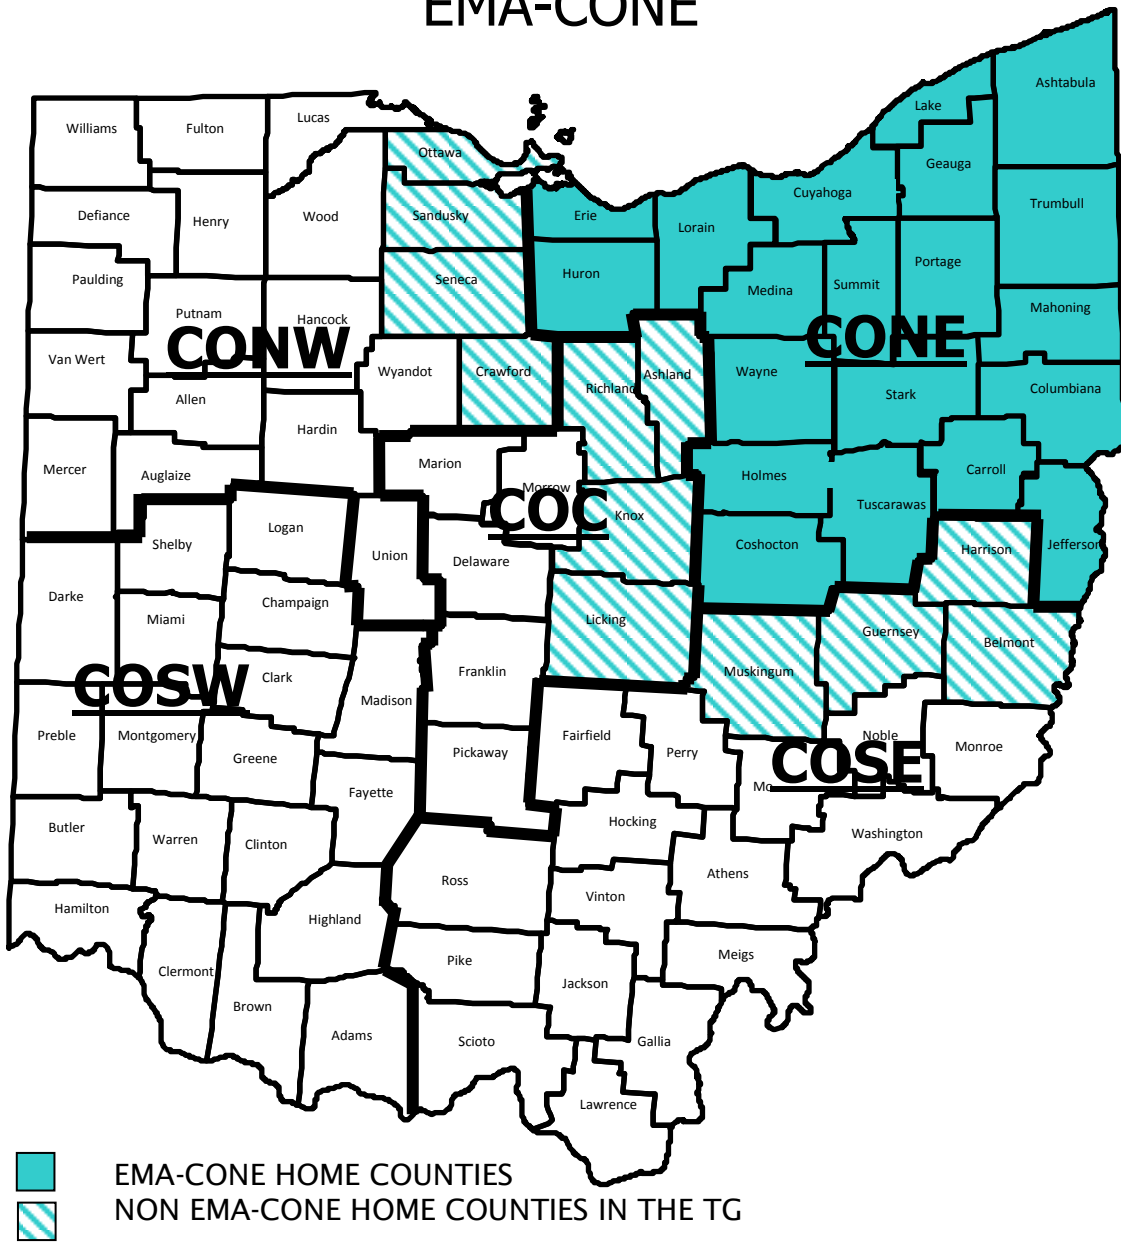 EMA-CONE
Ashtabula
Lake
Lucas
Williams
Fulton
Ottawa
Geauga
Cuyahoga
Trumbull
Defiance
Henry
Wood
Sandusky
Erie
Lorain
Portage
Huron
Paulding
Seneca
Medina
Summit
Mahoning
Putnam
Hancock
CONW
CONE
Van Wert
Wyandot
Crawford
Ashland
Wayne
Richland
Columbiana
Allen
Stark
Hardin
Marion
Mercer
Auglaize
Holmes
Carroll
Morrow
Tuscarawas
COC
Knox
Logan
Shelby
Union
Coshocton
Harrison
Jefferson
Delaware
Darke
Champaign
Miami
Licking
Guernsey
Belmont
Muskingum
Franklin
Clark
COSW
Madison
Preble
Montgomery
Fairfield
Noble
Monroe
Pickaway
Perry
Greene
COSE
Mo
Fayette
Hocking
Butler
Washington
Warren
Clinton
Athens
Ross
Vinton
Hamilton
Highland
Meigs
Pike
Clermont
Jackson
Brown
Adams
Scioto
Gallia
Lawrence
EMA-CONE HOME COUNTIES
NON EMA-CONE HOME COUNTIES IN THE TG